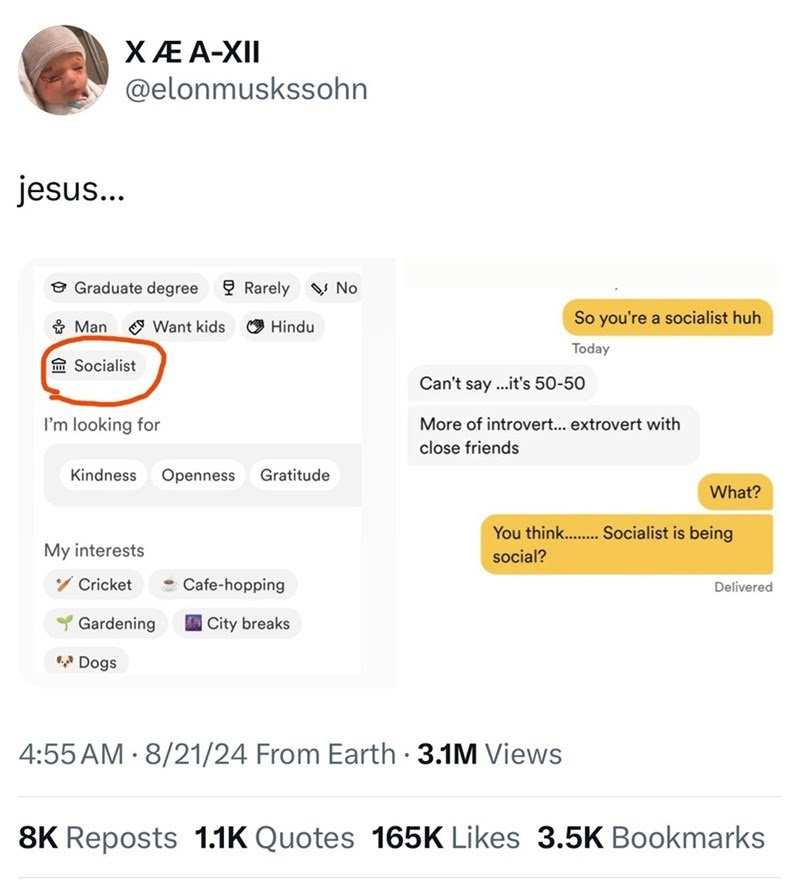 X Æ A-XII
@elonmuskssohn
jesus...
Graduate degree Rarely No
Man Want kids Hindu
Socialist
I'm looking for
Kindness Openness Gratitude
My interests
Cricket Cafe-hopping
Gardening City breaks
Dogs
So you're a socialist huh
Today
Can't say ...it's 50-50
More of introvert... extrovert with
close friends
What?
You think........ Socialist is being
social?
Delivered
4:55 AM · 8/21/24 From Earth · 3.1M Views
8K Reposts 1.1K Quotes 165K Likes 3.5K Bookmarks